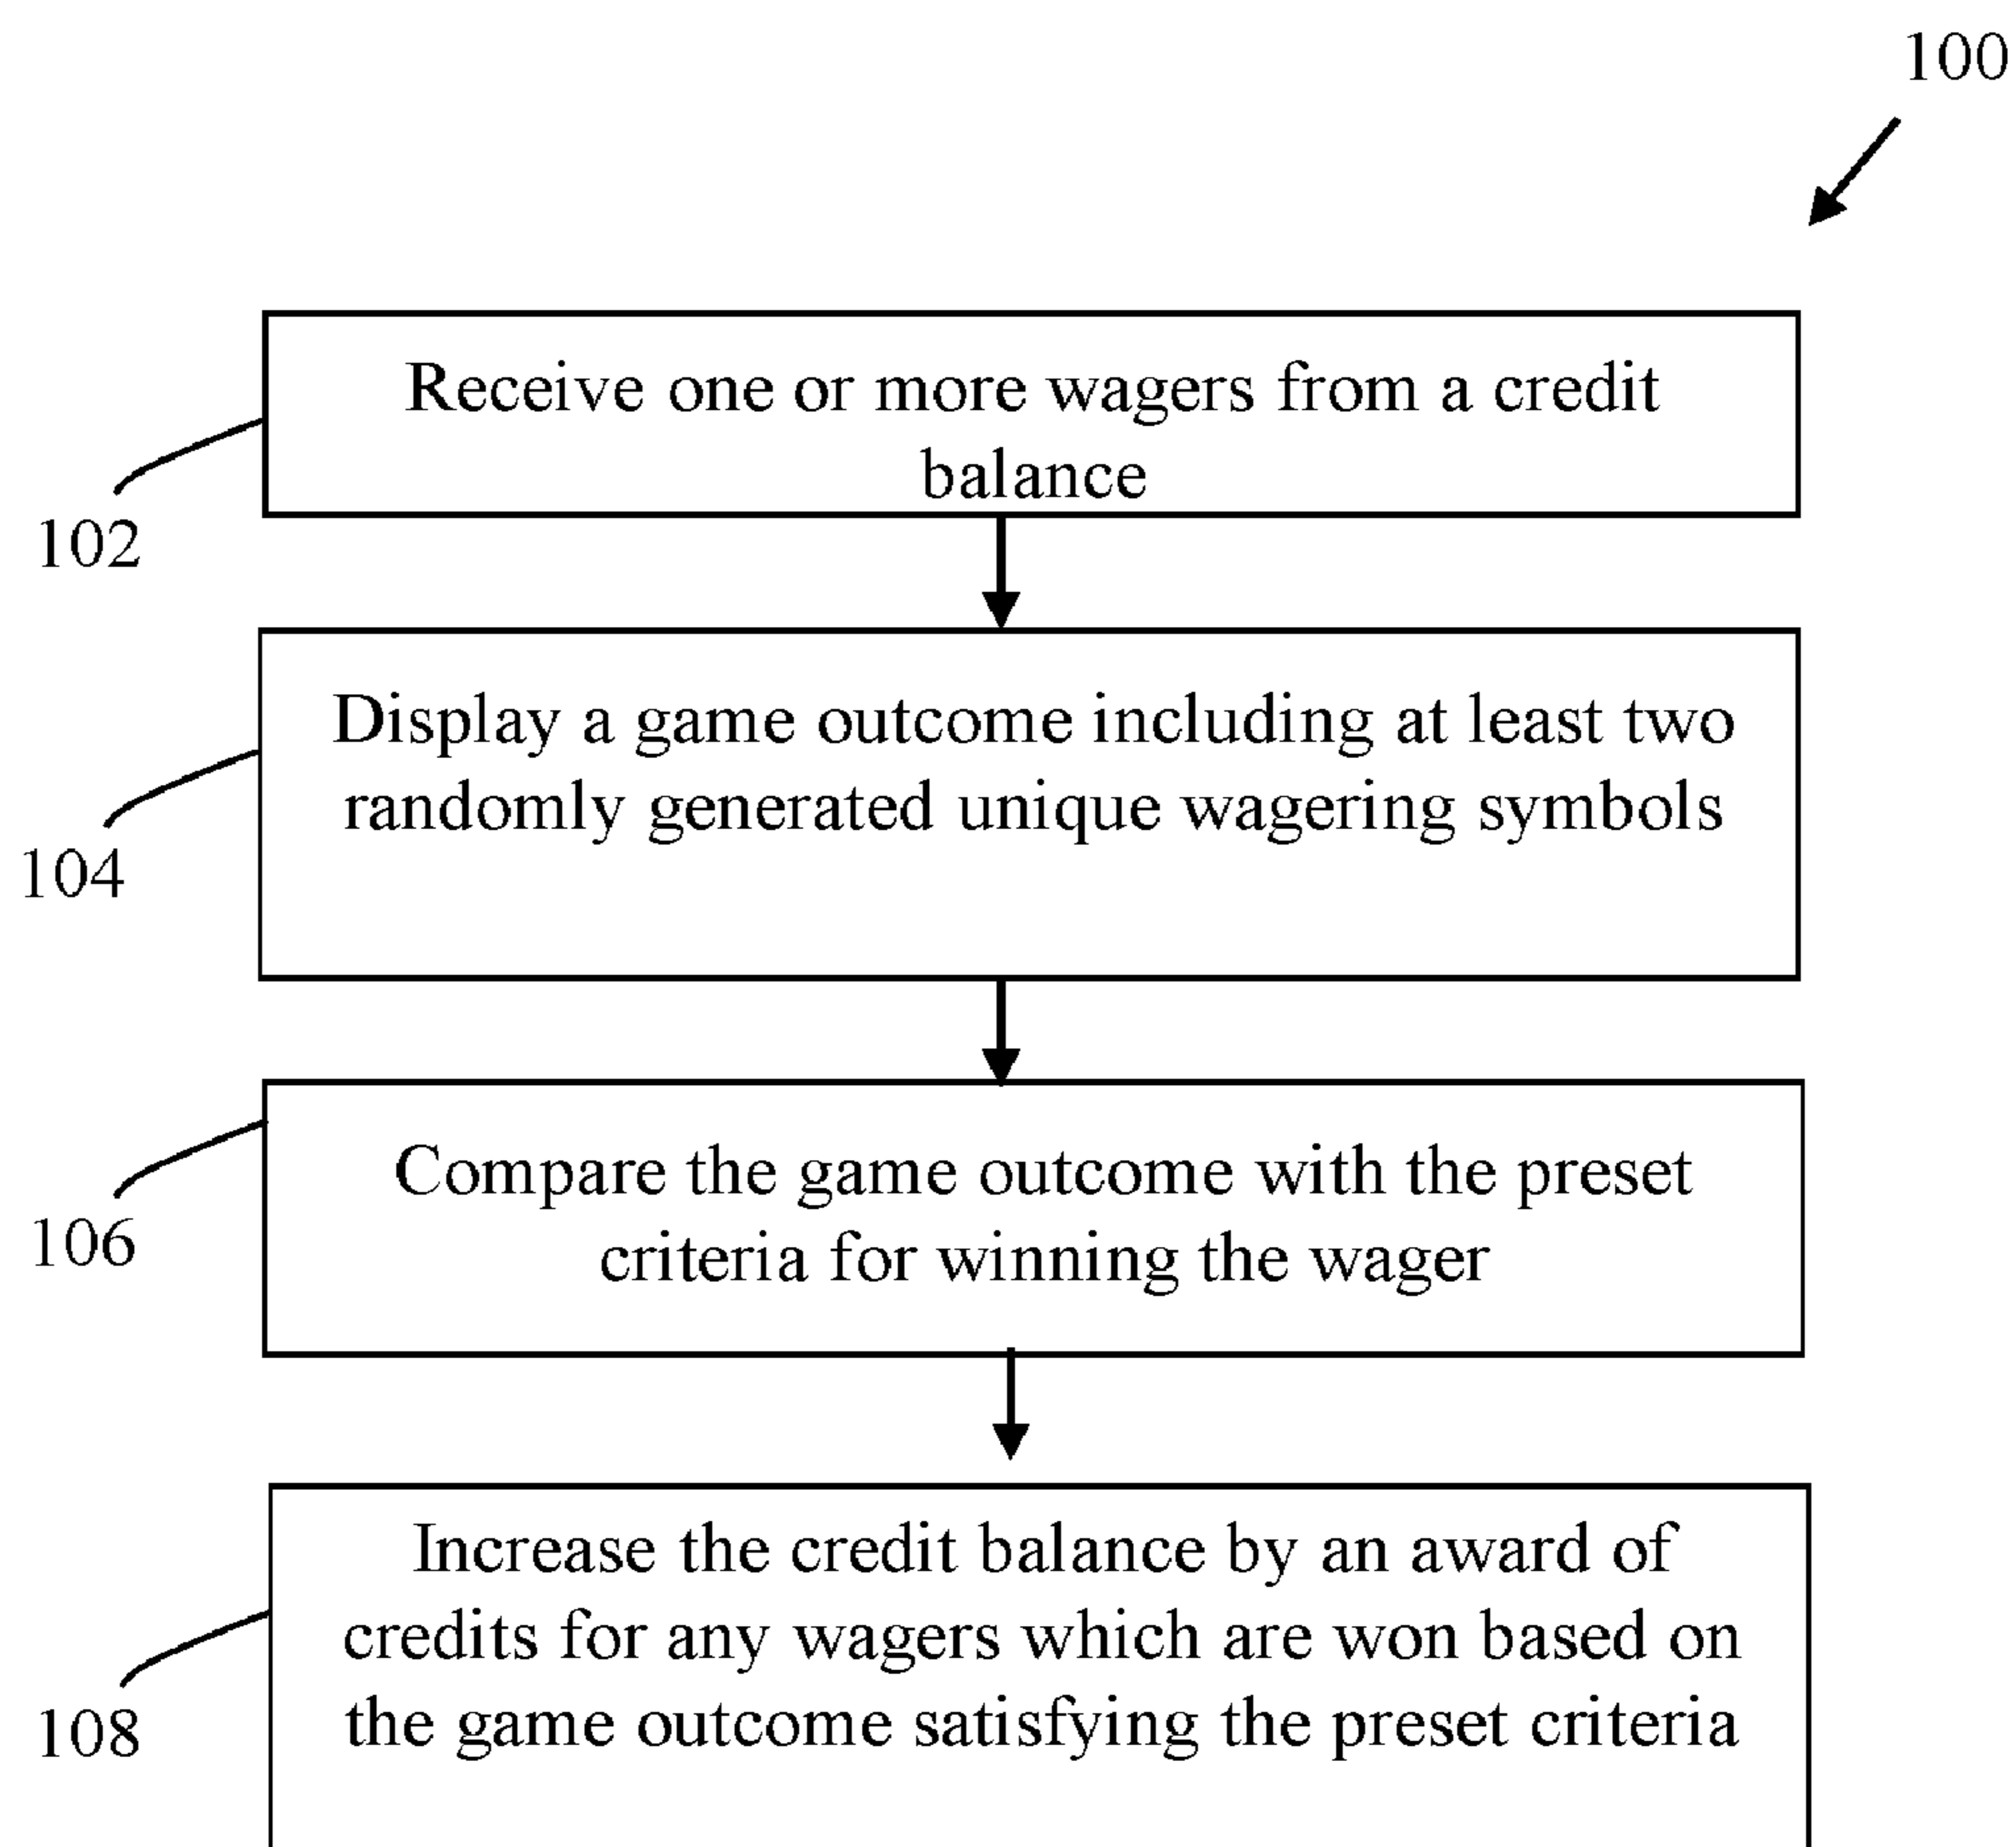 100
Receive one or more wagers from a credit
balance
102
Display a game outcome including at least two
randomly generated unique wagering symbols
104
Compare the game outcome with the preset
criteria for winning the wager
106
Increase the credit balance by an award of
credits for any wagers which are won based on
the game outcome satisfying the preset criteria
108